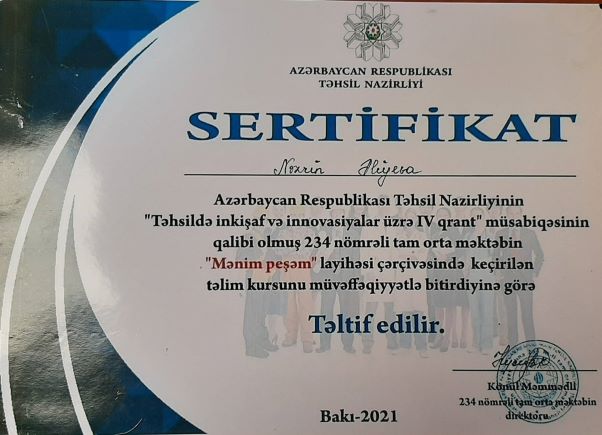 AZƏRBAYCAN RESPUBLİKASI
TƏHSİL NAZİRLİYİ
SERTİFİKAT
Nəzrin Əliyeva
Azərbaycan Respublikası Təhsil Nazirliyinin
"Təhsildə inkişaf və innovasiyalar üzrə IV qrant" müsabiqəsinin
qalibi olmuş 234 nömrəli tam orta məktəbin
"Mənim peşəm" layihəsi çərçivəsində keçirilən
təlim kursunu müvəffəqiyyətlə bitirdiyinə görə
Təltif edilir.
Könül Məmmədli
234 nömrəli tam orta məktəbin
direktoru
Bakı-2021